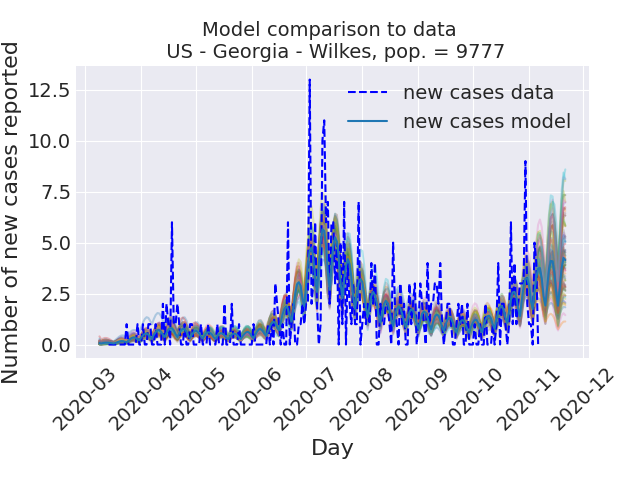 Model comparison to data
US - Georgia - Wilkes, pop. = 9777
Number of new cases reported
12.5
10.0
7.5
5.0
2.5
0.0
new cases data
new cases model
2020-03
2020-04
2020-05
2020-06
2020-07
2020-08
2020-09
2020-10
2020-11
2020-12
Day